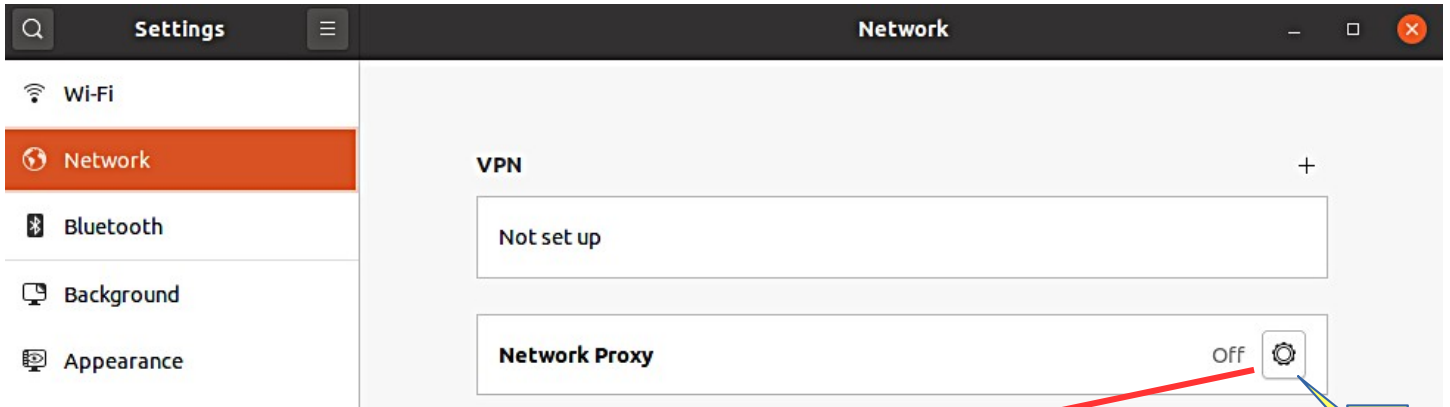 Settings
Network
Wi-Fi
Network
VPN
Bluetooth
Not set up
Background
Appearance
Network Proxy
Off